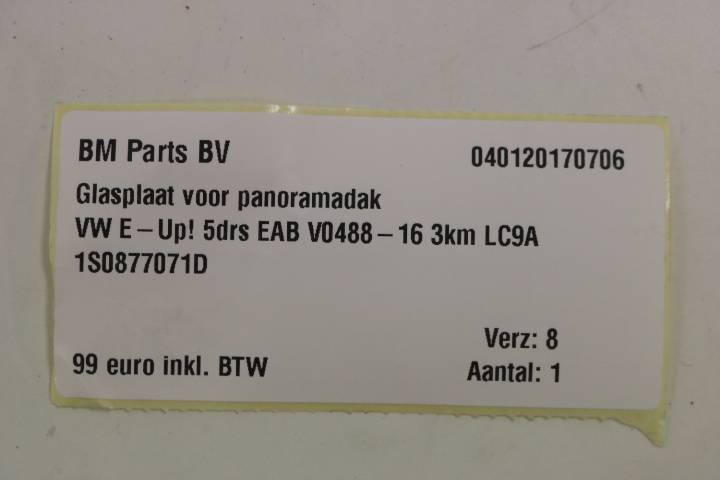 BM Parts BV 040120170706
Glasplaat voor panoramadak
VW E-Up! 5drs EAB V0488-16 3km LC9A
1S0877071D
Verz: 8
99 euro inkl. BTW Aantal: 1